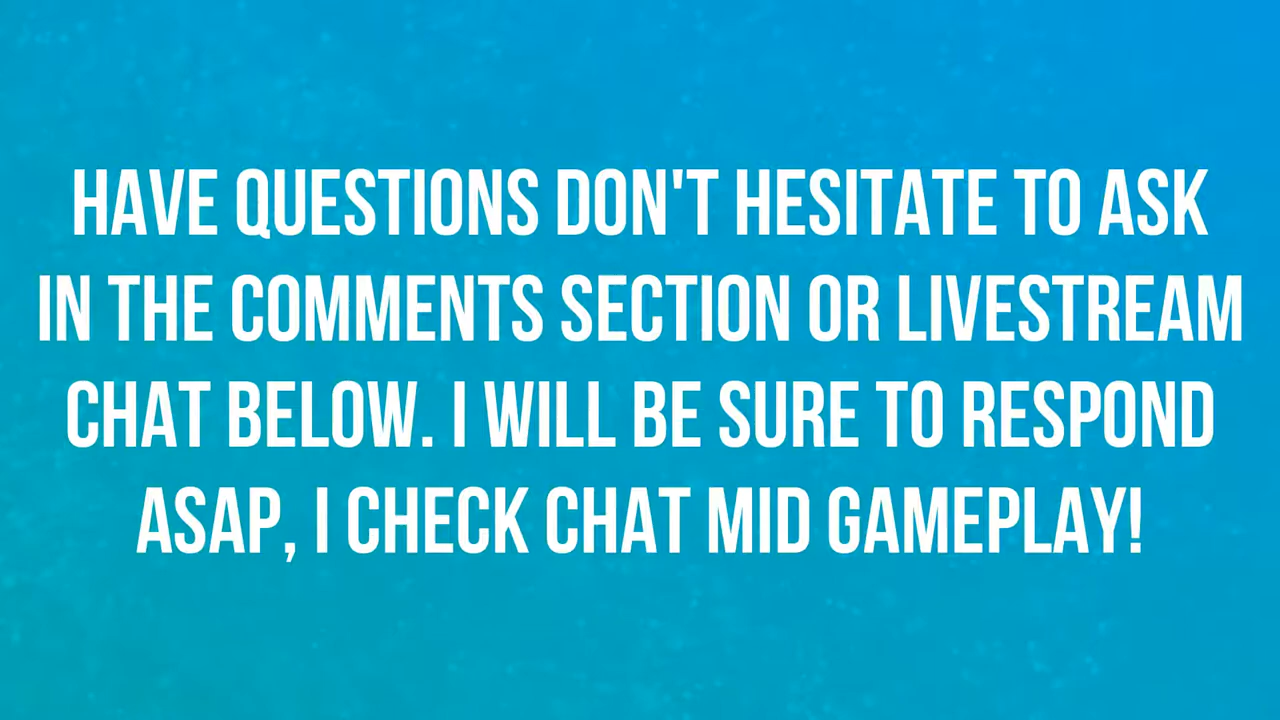 HAVE QUESTIONS DON'T HESITATE TO ASK
IN THE COMMENTS SECTION OR LIVESTREAM
CHAT BELOW. I WILL BE SURE TO RESPOND
ASAP, I CHECK CHAT MID GAMEPLAY!